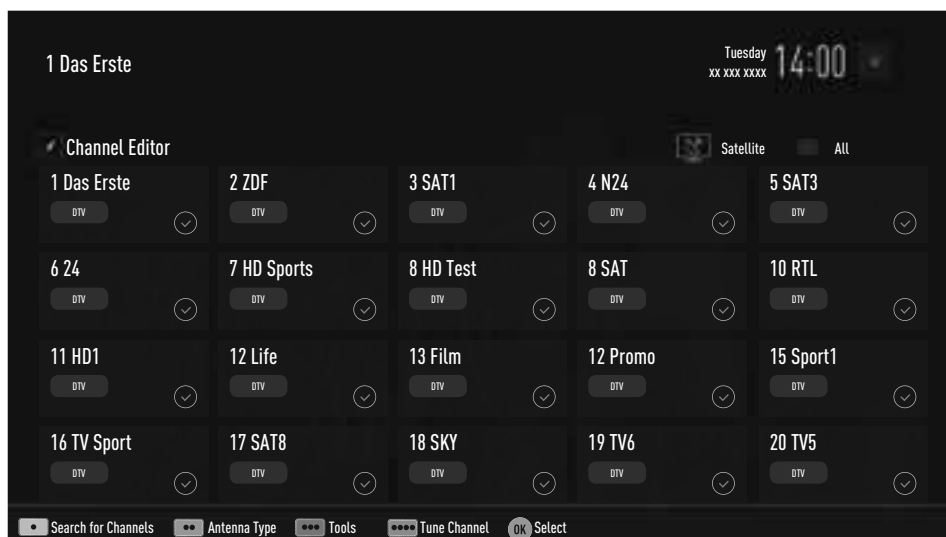 1 Das Erste
Tuesday
xx xxx xxxx
14:00
Channel Editor
Satellite
All
1 Das Erste
DTV
2 ZDF
DTV
3 SAT1
DTV
4 N24
DTV
5 SAT3
DTV
6 24
DTV
7 HD Sports
DTV
8 HD Test
DTV
8 SAT
DTV
10 RTL
DTV
11 HD1
DTV
12 Life
DTV
13 Film
DTV
12 Promo
DTV
15 Sport1
DTV
16 TV Sport
DTV
17 SAT8
DTV
18 SKY
DTV
19 TV6
DTV
20 TV5
DTV
Search for Channels Antenna Type Tools Tune Channel OK Select